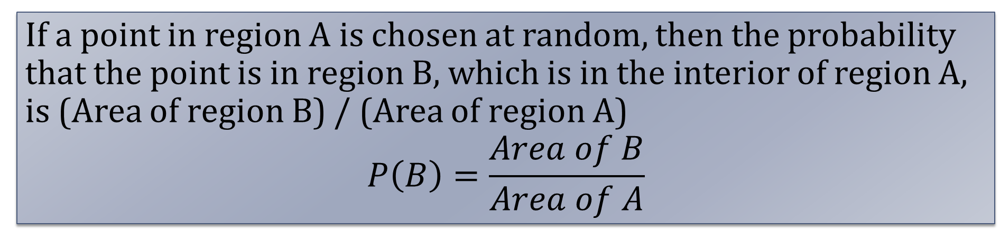 If a point in region A is chosen at random, then the probability
that the point is in region B, which is in the interior of region A,
is (Area of region B) / (Area of region A)
P(B) = \frac{Area of B}{Area of A}